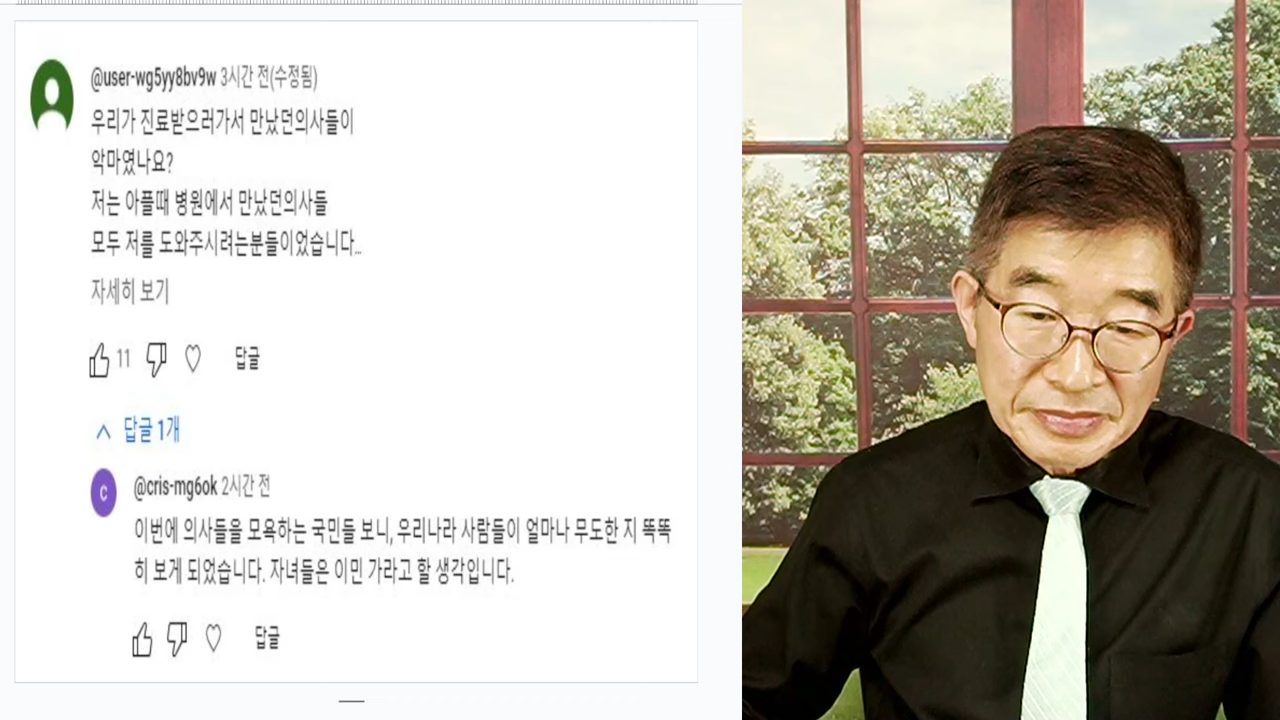 @user-wg5yy8bv9w 3시간 전(수정됨)
우리가 진료받으러가서 만났던의사들이
악마였나요?
저는 아플때 병원에서 만났던의사들
모두 저를 도와주시려는분들이었습니다...
자세히 보기
11 답글
답글 1개
C
@cris-mg6ok 2시간 전
이번에 의사들을 모욕하는 국민들 보니, 우리나라 사람들이 얼마나 무도한 지 똑똑
히 보게 되었습니다. 자녀들은 이민 가라고 할 생각입니다.
답글